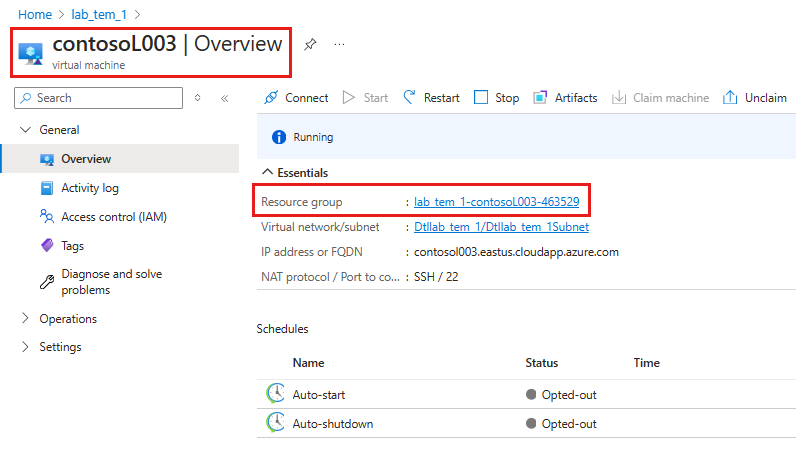 Home > lab_tem_1 >
contosoL003 | Overview ...
virtual machine
Search
«
Connect Start Restart Stop Artifacts Claim machine Unclaim
General
Overview
Activity log
Access control (IAM)
Tags
Diagnose and solve
problems
Operations
Settings
Running
Essentials
Resource group : lab_tem_1-contosoL003-463529
Virtual network/subnet : Dtllab_tem_1/Dtllab_tem_1Subnet
IP address or FQDN : contosol003.eastus.cloudapp.azure.com
NAT protocol / Port to co... : SSH / 22
Schedules
Name Status Time
Auto-start Opted-out
Auto-shutdown Opted-out